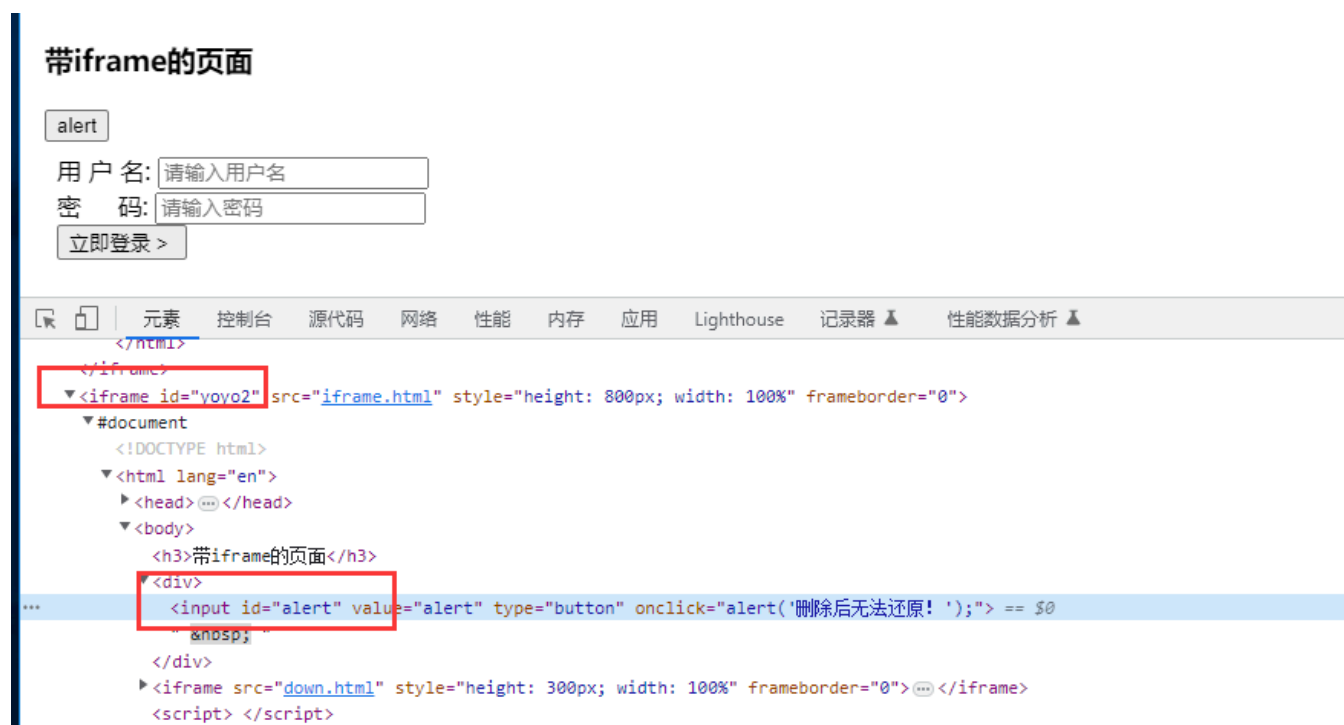 带iframe的页面
alert
用 户 名: 请输入用户名
密 码: 请输入密码
立即登录 >
元素 控制台 源代码 网络 性能 内存 应用 Lighthouse 记录器 性能数据分析
</html>
</iframe>
▼<iframe id="yoyo2" src="iframe.html" style="height: 800px; width: 100%" frameborder="0">
▼#document
<!DOCTYPE html>
▼<html lang="en">
▶<head>…</head>
▼<body>
<h3>带iframe的页面</h3>
▼<div>
<input id="alert" value="alert" type="button" onclick="alert('删除后无法还原! ');"> == $0
" &nbsp; "
</div>
▶<iframe src="down.html" style="height: 300px; width: 100%" frameborder="0">…</iframe>
<script> </script>